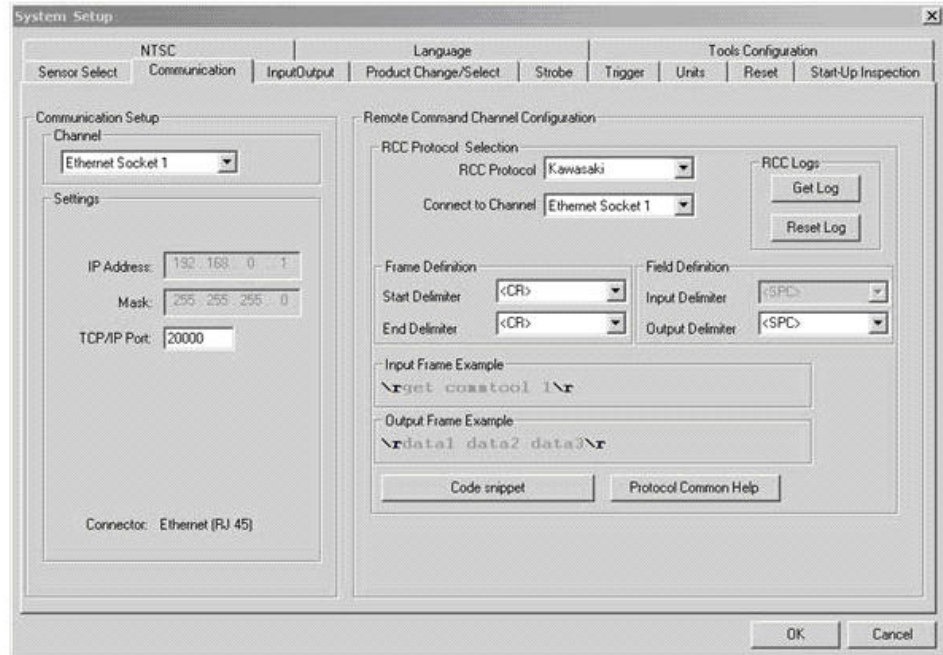 System Setup
NTSC
Language
Tools Configuration
Sensor Select
Communication
InputOutput
Product Change/Select
Strobe
Trigger
Units
Reset
Start-Up Inspection
Communication Setup
Channel
Ethernet Socket 1
Settings
IP Address: 192 . 168 . 0 . 1
Mask: 255 . 255 . 255 . 0
TCP/IP Port: 20000
Connector: Ethernet (RJ 45)
Remote Command Channel Configuration
RCC Protocol Selection
RCC Protocol Kawasaki
Connect to Channel Ethernet Socket 1
RCC Logs
Get Log
Reset Log
Frame Definition
Start Delimiter <CR>
End Delimiter <CR>
Field Definition
Input Delimiter <SPC>
Output Delimiter <SPC>
Input Frame Example
\rget commtool 1\r
Output Frame Example
\rdata1 data2 data3\r
Code snippet
Protocol Common Help
OK
Cancel